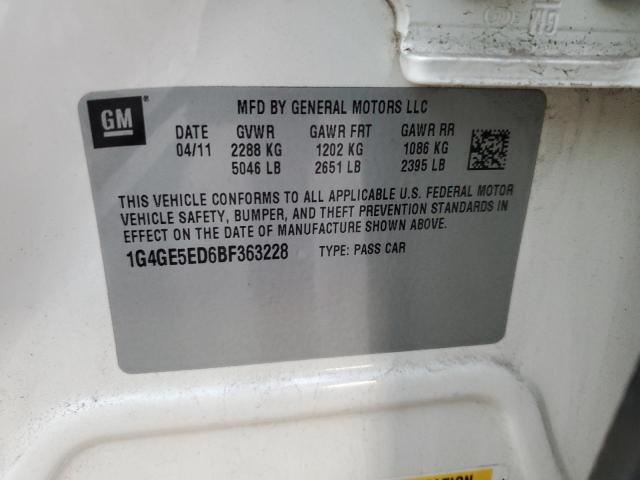 GM
MFD BY GENERAL MOTORS LLC
DATE GVWR GAWR FRT GAWR RR
04/11 2288 KG 1202 KG 1086 KG
5046 LB 2651 LB 2395 LB
THIS VEHICLE CONFORMS TO ALL APPLICABLE U.S. FEDERAL MOTOR
VEHICLE SAFETY, BUMPER, AND THEFT PREVENTION STANDARDS IN
EFFECT ON THE DATE OF MANUFACTURE SHOWN ABOVE.
1G4GE5ED6BF363228 TYPE: PASS CAR